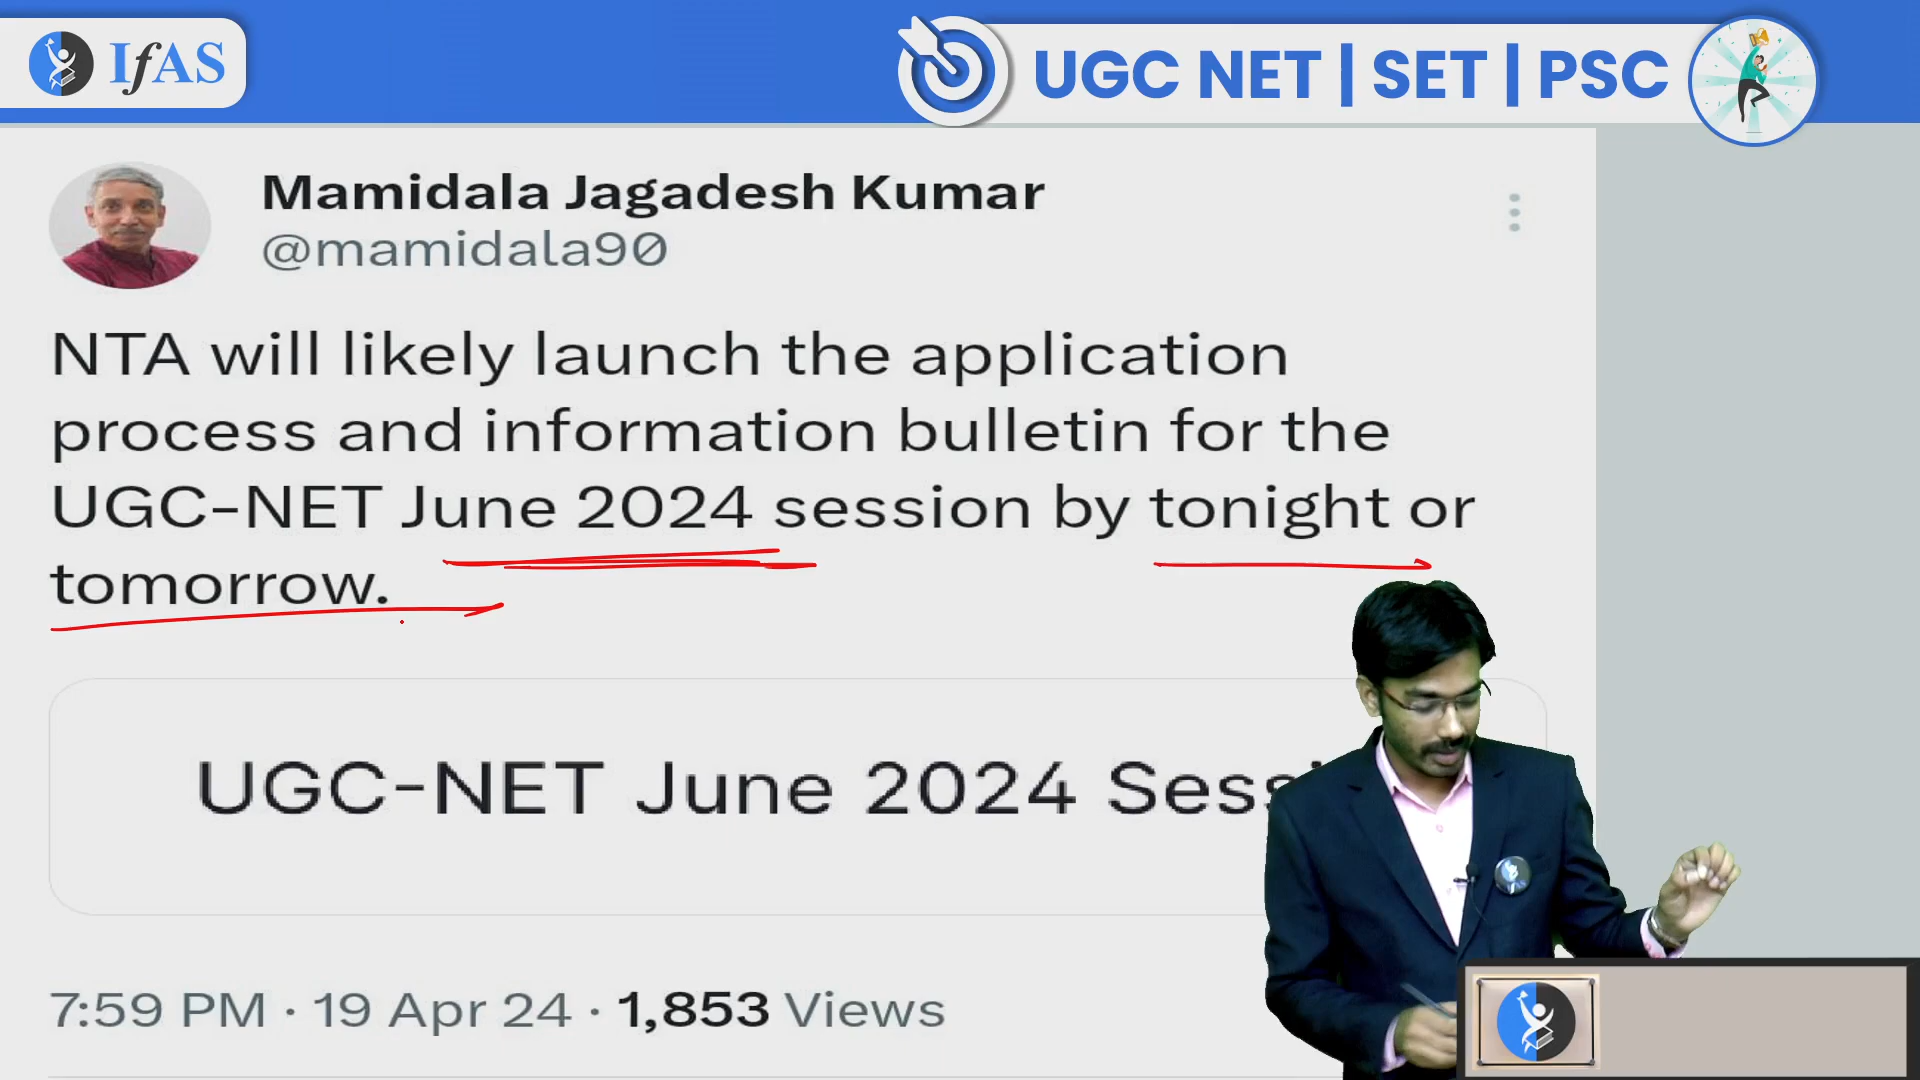 IfAS
UGC NET | SET | PSC
Mamidala Jagadesh Kumar
@mamidala90
NTA will likely launch the application
process and information bulletin for the
UGC-NET June 2024 session by tonight or
tomorrow.
UGC-NET June 2024 Sessi
7:59 PM · 19 Apr 24 · 1,853 Views